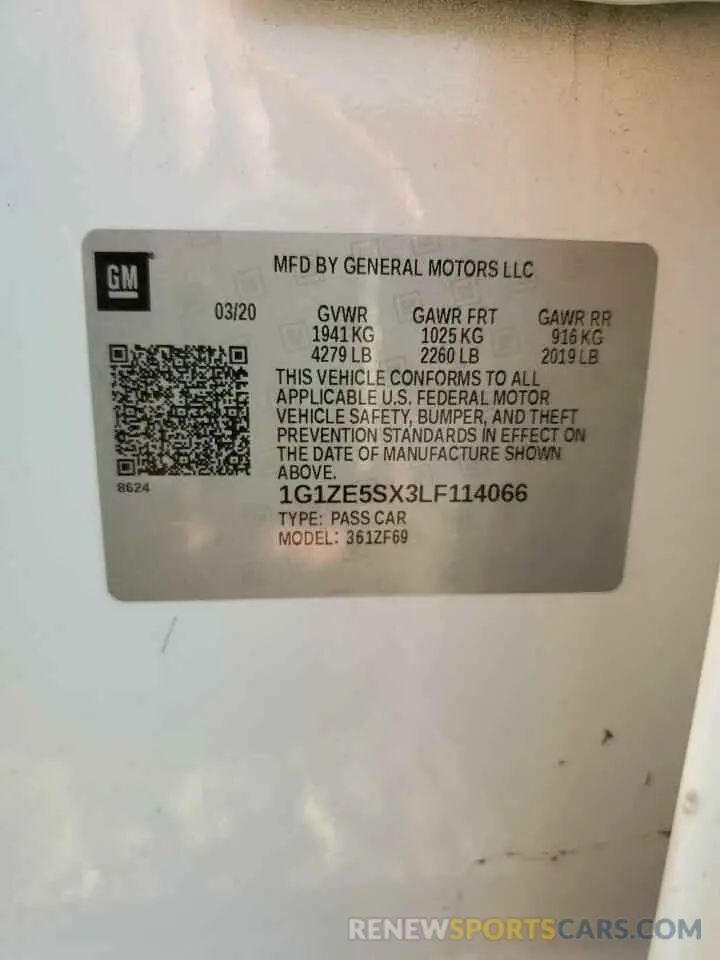 GM
MFD BY GENERAL MOTORS LLC
03/20 GVWR GAWR FRT GAWR RR
1941 KG 1025 KG 916 KG
4279 LB 2260 LB 2019 LB
THIS VEHICLE CONFORMS TO ALL
APPLICABLE U.S. FEDERAL MOTOR
VEHICLE SAFETY, BUMPER, AND THEFT
PREVENTION STANDARDS IN EFFECT ON
THE DATE OF MANUFACTURE SHOWN
ABOVE.
8624
1G1ZE5SX3LF114066
TYPE: PASS CAR
MODEL: 361ZF69
RENEWSPORTSCARS.COM